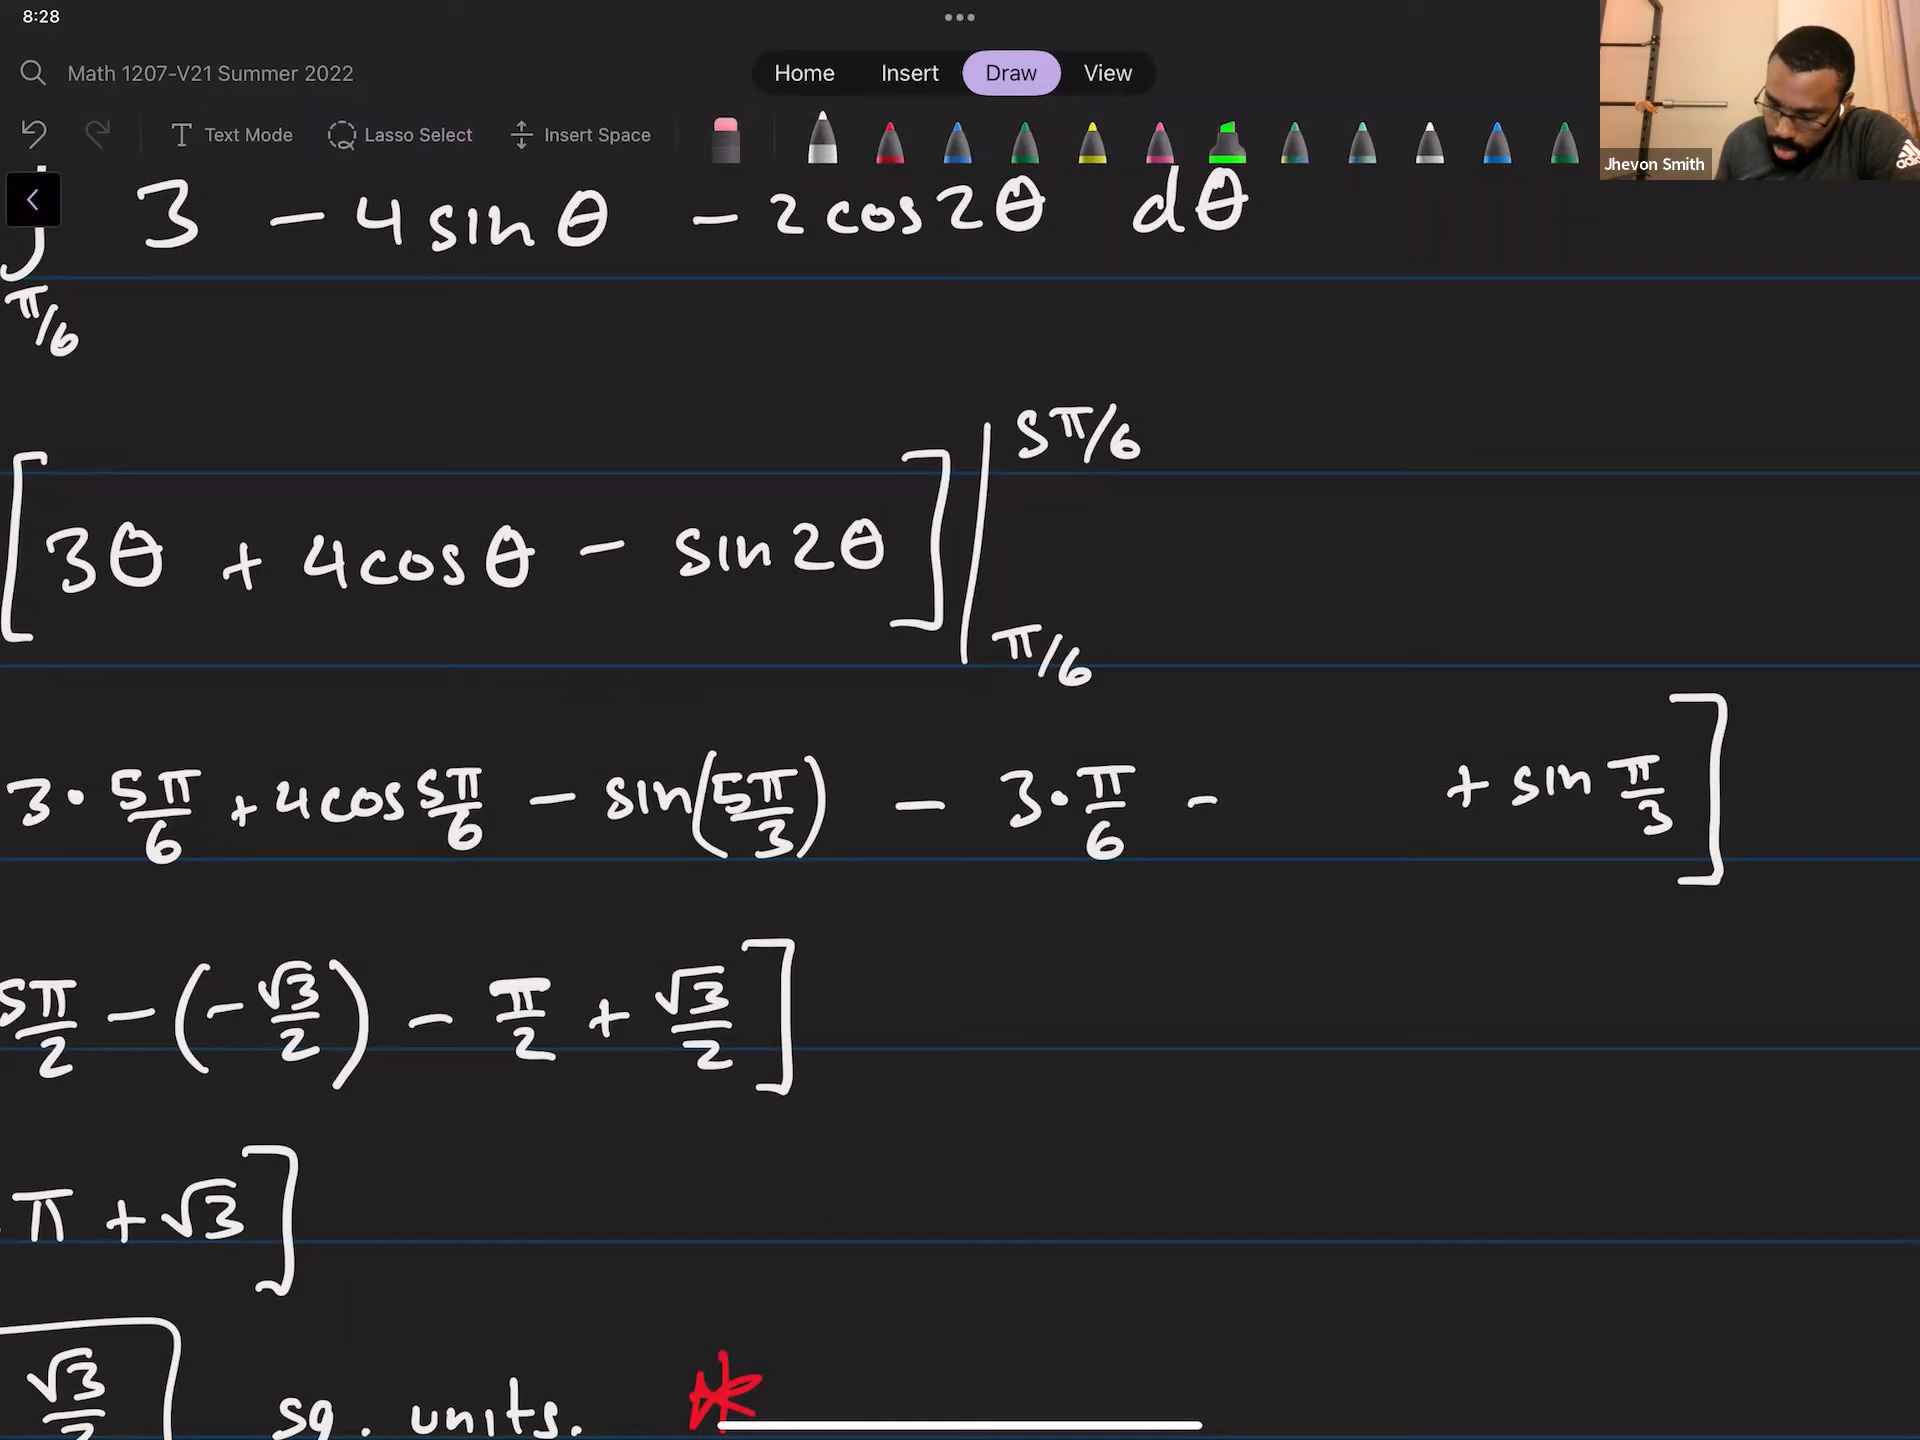 8:28
Math 1207-V21 Summer 2022
Home Insert Draw View
Text Mode Lasso Select Insert Space
Jhevon Smith
∫ 3 - 4 sin θ - 2 cos 2θ dθ
π/6
[3θ + 4cos θ - sin 2θ] | 5π/6
π/6
3 · 5π/6 + 4cos 5π/6 - sin(5π/3) - 3 · π/6 - + sin π/3]
5π/2 - (-√3/2) - π/2 + √3/2]
π + √3]
√3/2 sq. units. *